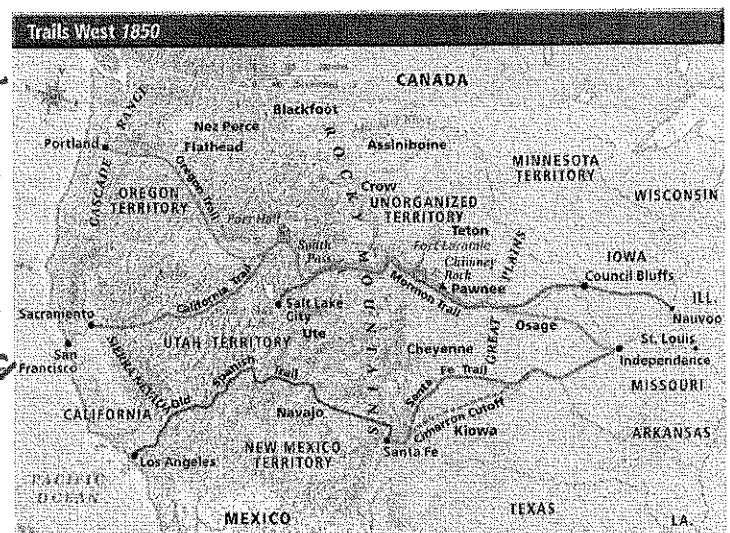 Trails West 1850
CANADA
CASCADE RANGE
Blackfoot
Nez Perce
Flathead
Portland
Assiniboine
ROCKY MOUNTAINS
MINNESOTA
TERRITORY
WISCONSIN
Oregon Trail
OREGON
TERRITORY
Crow
UNORGANIZED
TERRITORY
Fort Hall
Teton
Fort Laramie
South
Pass
Chimney
Rock
GREAT PLAINS
IOWA
Council Bluffs
California Trail
Mormon Trail
Pawnee
ILL.
Nauvoo
Sacramento
Salt Lake
City
Osage
San
Francisco
SIERRA NEVADA
UTAH TERRITORY
Ute
Cheyenne
St. Louis
Independence
Old Spanish Trail
Santa Fe Trail
MISSOURI
CALIFORNIA
Navajo
Cimarron Cutoff
Kiowa
ARKANSAS
Los Angeles
NEW MEXICO
TERRITORY
Santa Fe
PACIFIC
OCEAN
MEXICO
TEXAS
LA.